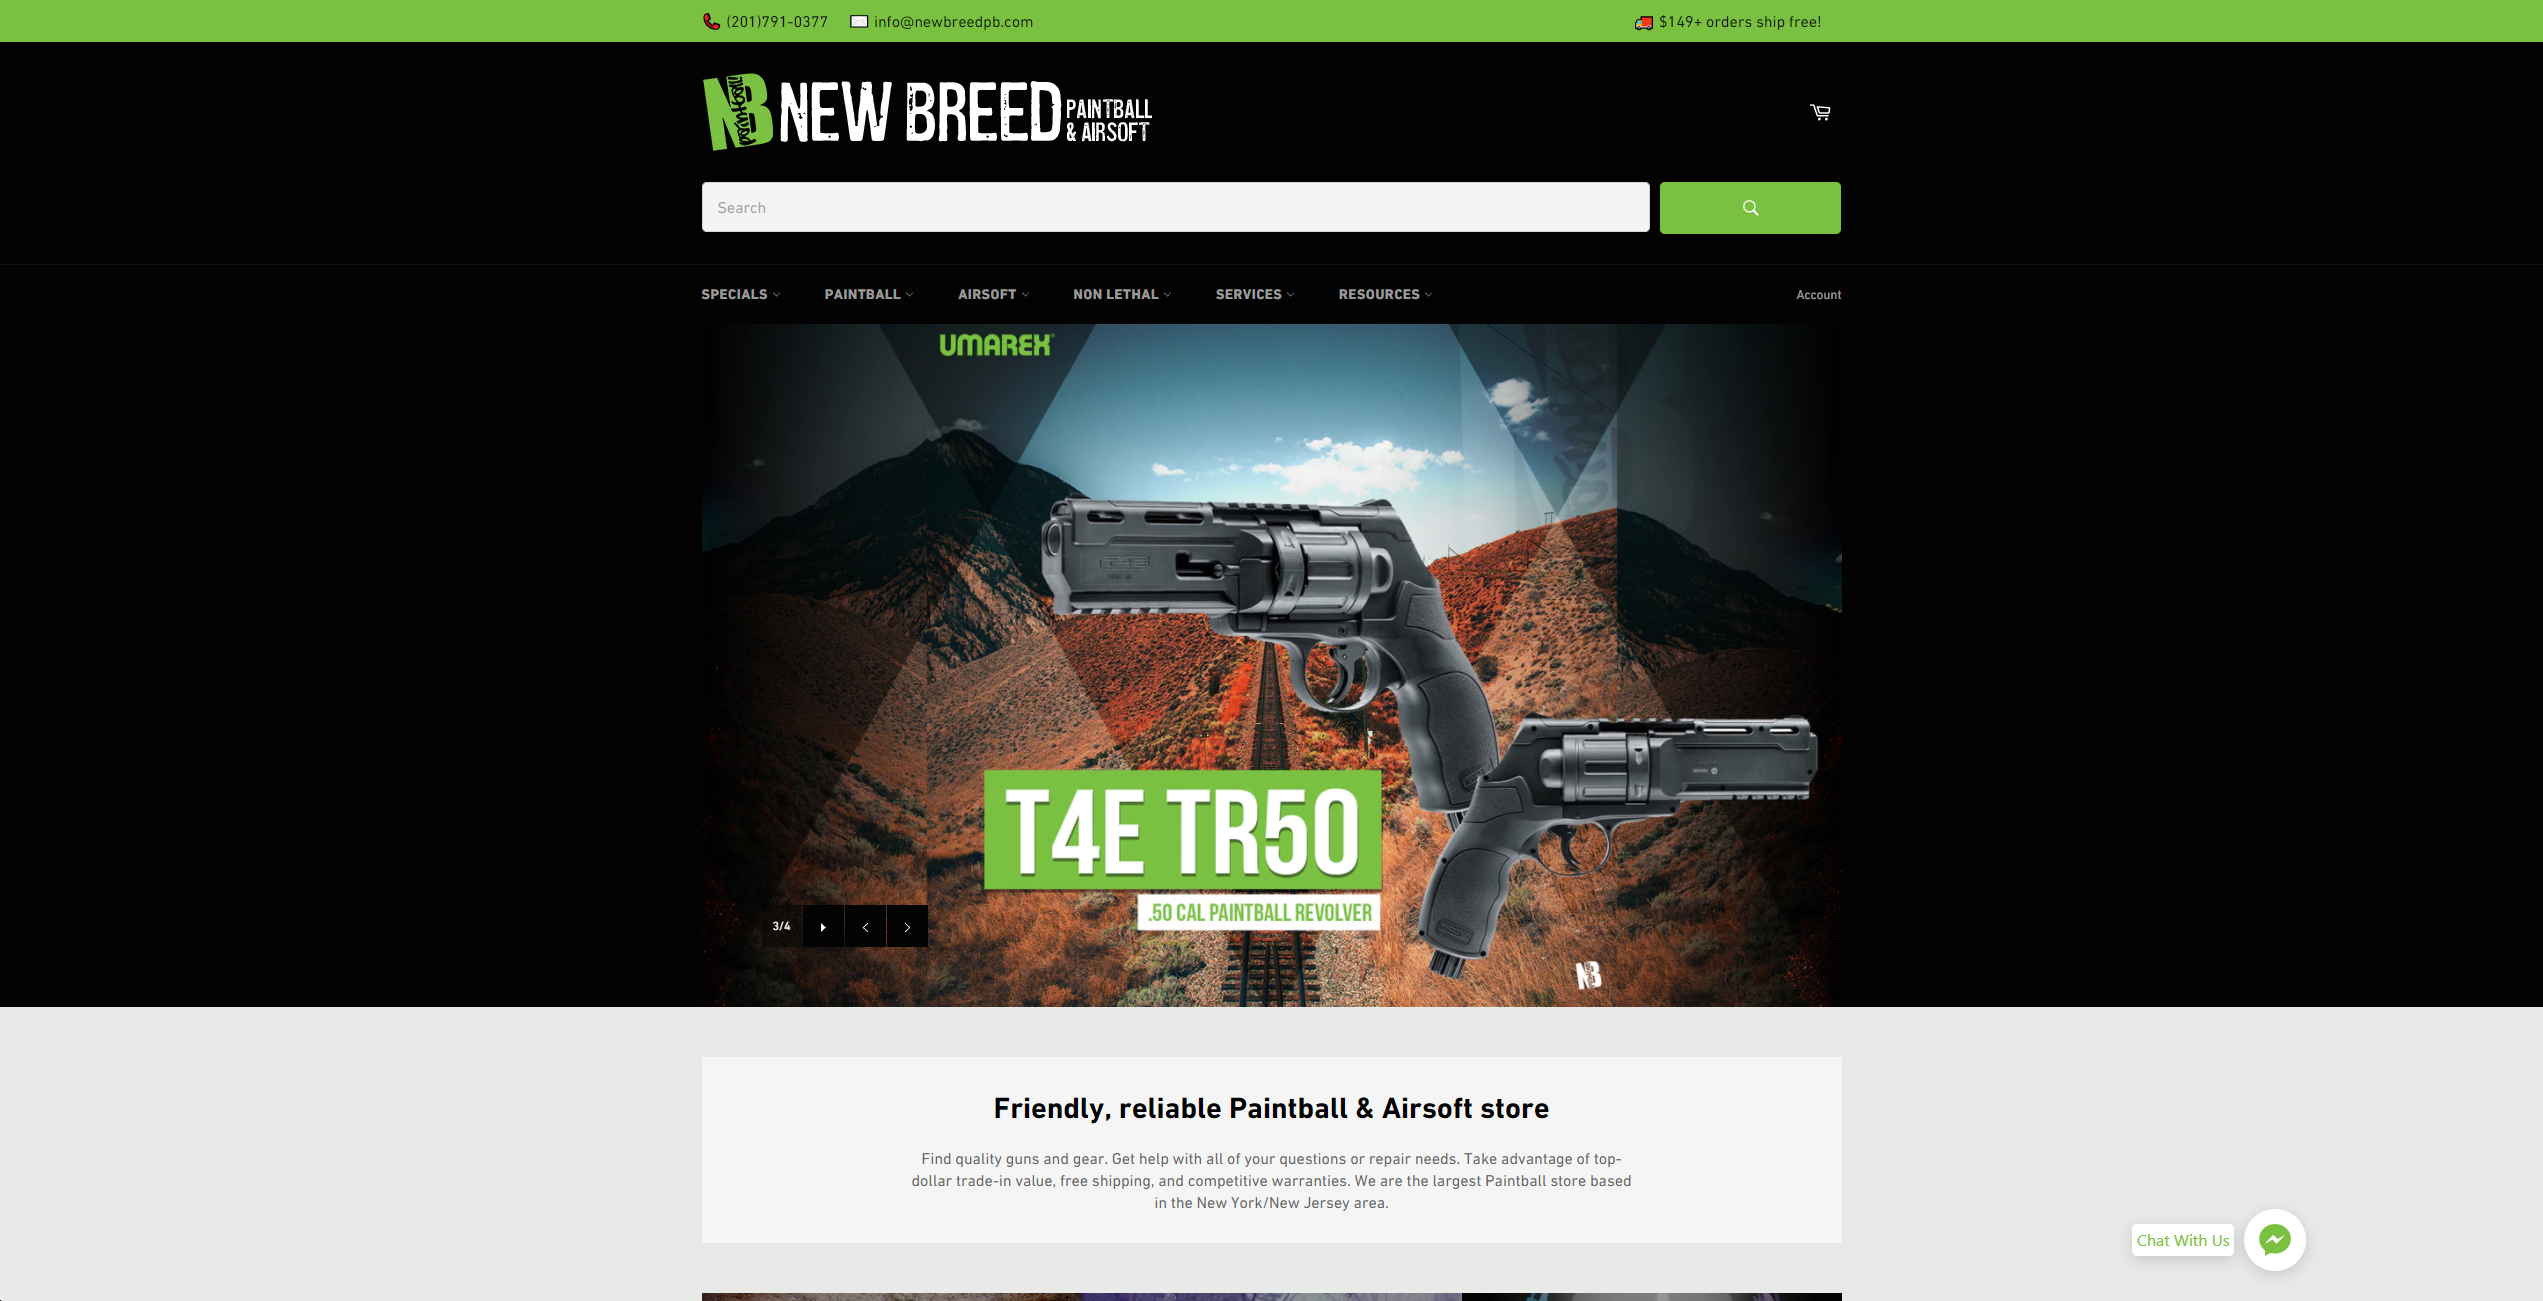 (201)791-0377 info@newbreedpb.com $149+ orders ship free!
NB NEW BREED PAINTBALL
& AIRSOFT
Search
SPECIALS PAINTBALL AIRSOFT NON LETHAL SERVICES RESOURCES Account
UMAREX
T4E TR50
.50 CAL PAINTBALL REVOLVER
3/4
NB
Friendly, reliable Paintball & Airsoft store
Find quality guns and gear. Get help with all of your questions or repair needs. Take advantage of top-
dollar trade-in value, free shipping, and competitive warranties. We are the largest Paintball store based
in the New York/New Jersey area.
Chat With Us